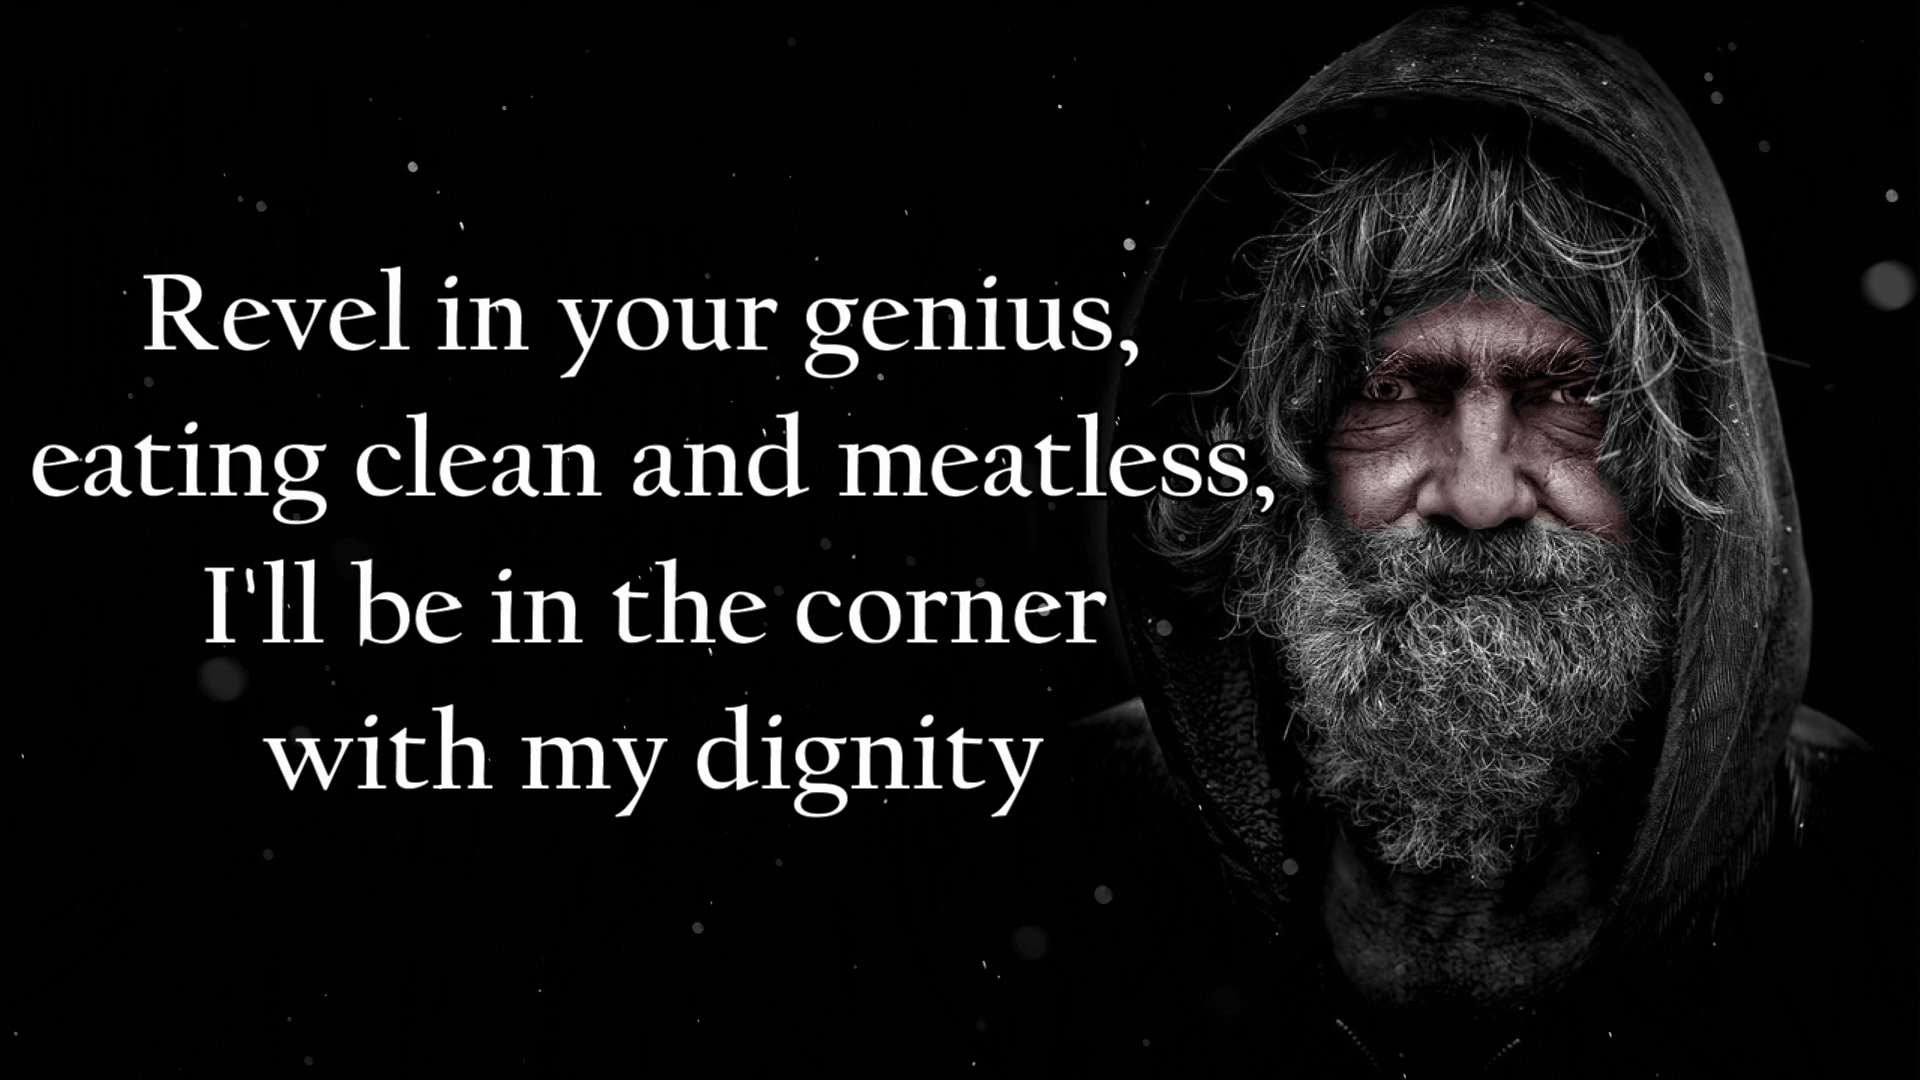 Revel in your genius,
eating clean and meatless,
I'll be in the corner
with my dignity